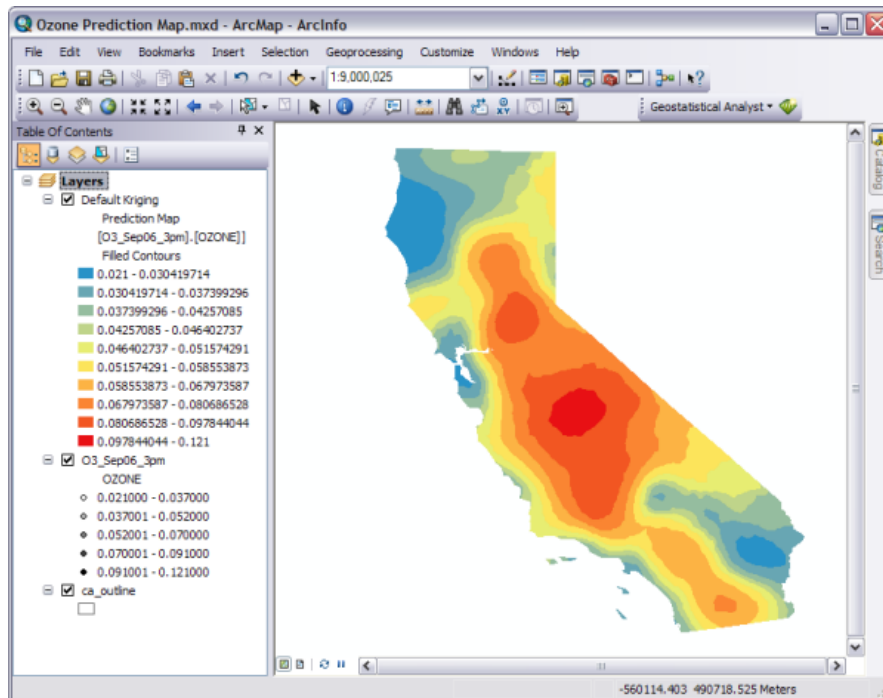 Ozone Prediction Map.mxd - ArcMap - ArcInfo
File Edit View Bookmarks Insert Selection Geoprocessing Customize Windows Help
1:9,000,025
Geostatistical Analyst
Table Of Contents
Layers
Default Kriging
Prediction Map
[O3_Sep06_3pm].[OZONE]]
Filled Contours
0.021 - 0.030419714
0.030419714 - 0.037399296
0.037399296 - 0.04257085
0.04257085 - 0.046402737
0.046402737 - 0.051574291
0.051574291 - 0.058553873
0.058553873 - 0.067973587
0.067973587 - 0.080686528
0.080686528 - 0.097844044
0.097844044 - 0.121
O3_Sep06_3pm
OZONE
0.021000 - 0.037000
0.037001 - 0.052000
0.052001 - 0.070000
0.070001 - 0.091000
0.091001 - 0.121000
ca_outline
Catalog
Search
-560114.403 490718.525 Meters